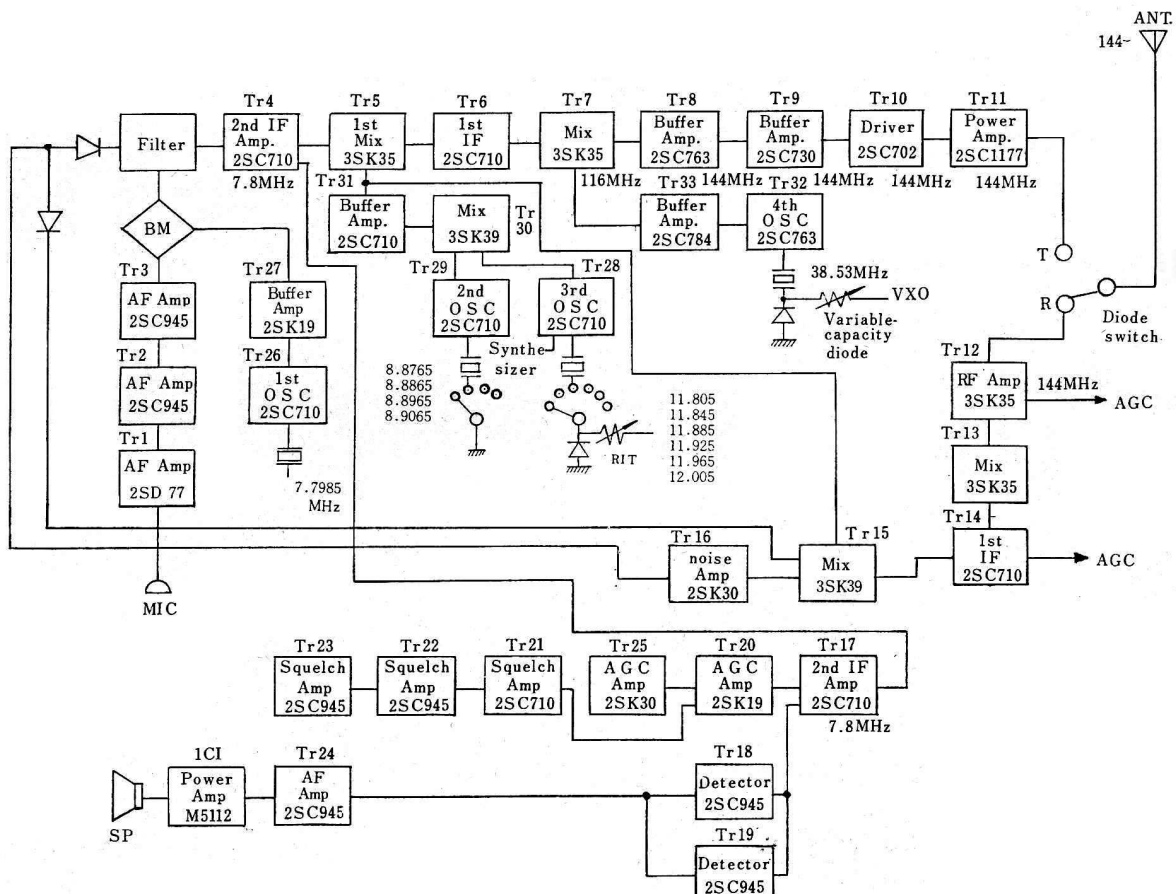 ANT.
144~
Filter
Tr4
2nd IF
Amp.
2SC710
7.8MHz
Tr5
1st
Mix
3SK35
Tr6
1st
IF
2SC710
Tr7
Mix
3SK35
116MHz
Tr8
Buffer
Amp.
2SC763
144MHz
Tr9
Buffer
Amp.
2SC730
144MHz
Tr10
Driver
2SC702
144MHz
Tr11
Power
Amp.
2SC1177
144MHz
Tr31
Buffer
Amp.
2SC710
Mix
3SK39
Tr
30
Tr33
Buffer
Amp.
2SC784
Tr32
4th
OSC
2SC763
38.53MHz
VXO
Variable-
capacity
diode
T
R
Diode
switch
BM
Tr3
AF Amp
2SC945
Tr2
AF Amp
2SC945
Tr1
AF Amp
2SD 77
MIC
Tr27
Buffer
Amp
2SK19
Tr26
1st
OSC
2SC710
7.7985
MHz
Tr29
2nd
OSC
2SC710
Tr28
3rd
OSC
2SC710
Synthe
sizer
8.8765
8.8865
8.8965
8.9065
RIT
11.805
11.845
11.885
11.925
11.965
12.005
Tr12
RF Amp
3SK35
144MHz
AGC
Tr13
Mix
3SK35
Tr14
1st
IF
2SC710
AGC
Tr15
Mix
3SK39
Tr16
noise
Amp
2SK30
Tr23
Squelch
Amp
2SC945
Tr22
Squelch
Amp
2SC945
Tr21
Squelch
Amp
2SC710
Tr25
AGC
Amp
2SK30
Tr20
AGC
Amp
2SK19
Tr17
2nd IF
Amp
2SC710
7.8MHz
1CI
Power
Amp
M5112
SP
Tr24
AF
Amp
2SC945
Tr18
Detector
2SC945
Tr19
Detector
2SC945